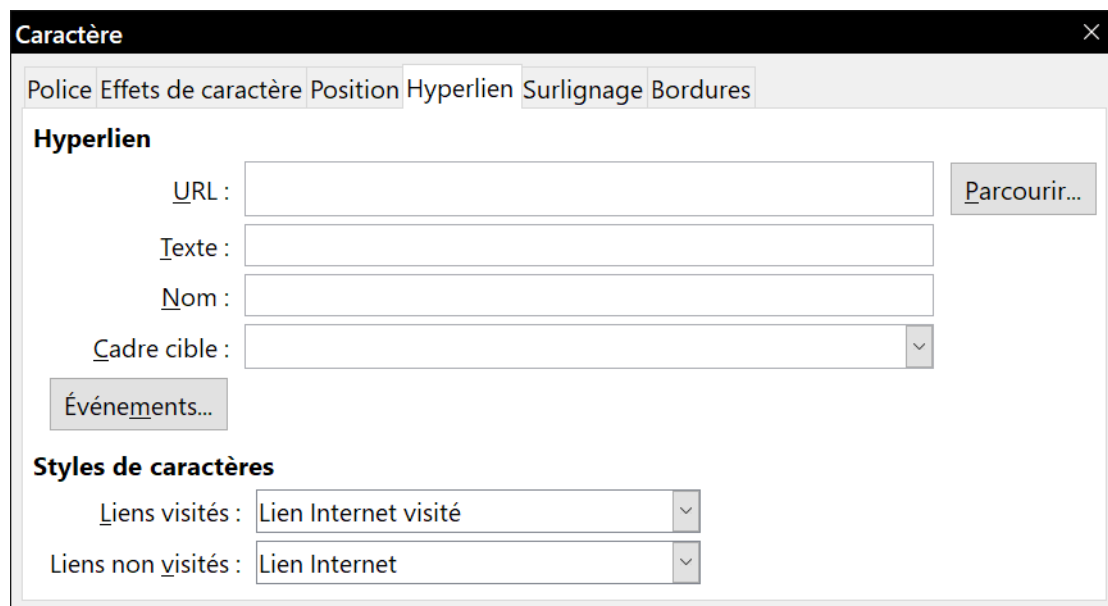 Caractère
Police Effets de caractère Position Hyperlien Surlignage Bordures
Hyperlien
URL : Parcourir...
Texte :
Nom :
Cadre cible :
Événements...
Styles de caractères
Liens visités : Lien Internet visité
Liens non visités : Lien Internet